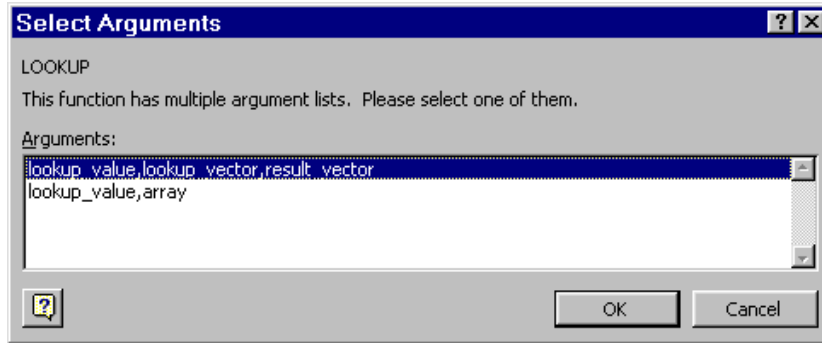 Select Arguments
LOOKUP
This function has multiple argument lists. Please select one of them.
Arguments:
lookup_value,lookup_vector,result_vector
lookup_value,array
OK Cancel